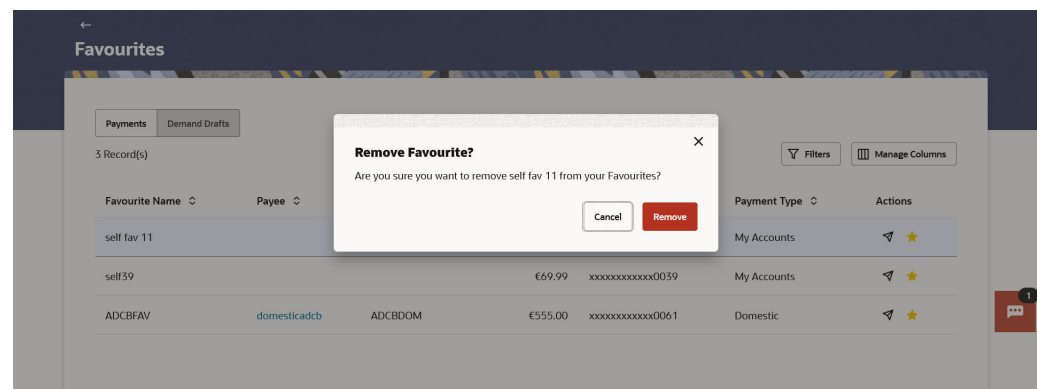 Favourites
Payments Demand Drafts
3 Record(s)
Filters Manage Columns
Remove Favourite?
Are you sure you want to remove self fav 11 from your Favourites?
Cancel Remove
Favourite Name Payee Payment Type Actions
self fav 11 My Accounts
self39 €69.99 xxxxxxxxxxxx0039 My Accounts
ADCBFAV domesticadcb ADCBDOM €555.00 xxxxxxxxxxxx0061 Domestic
1